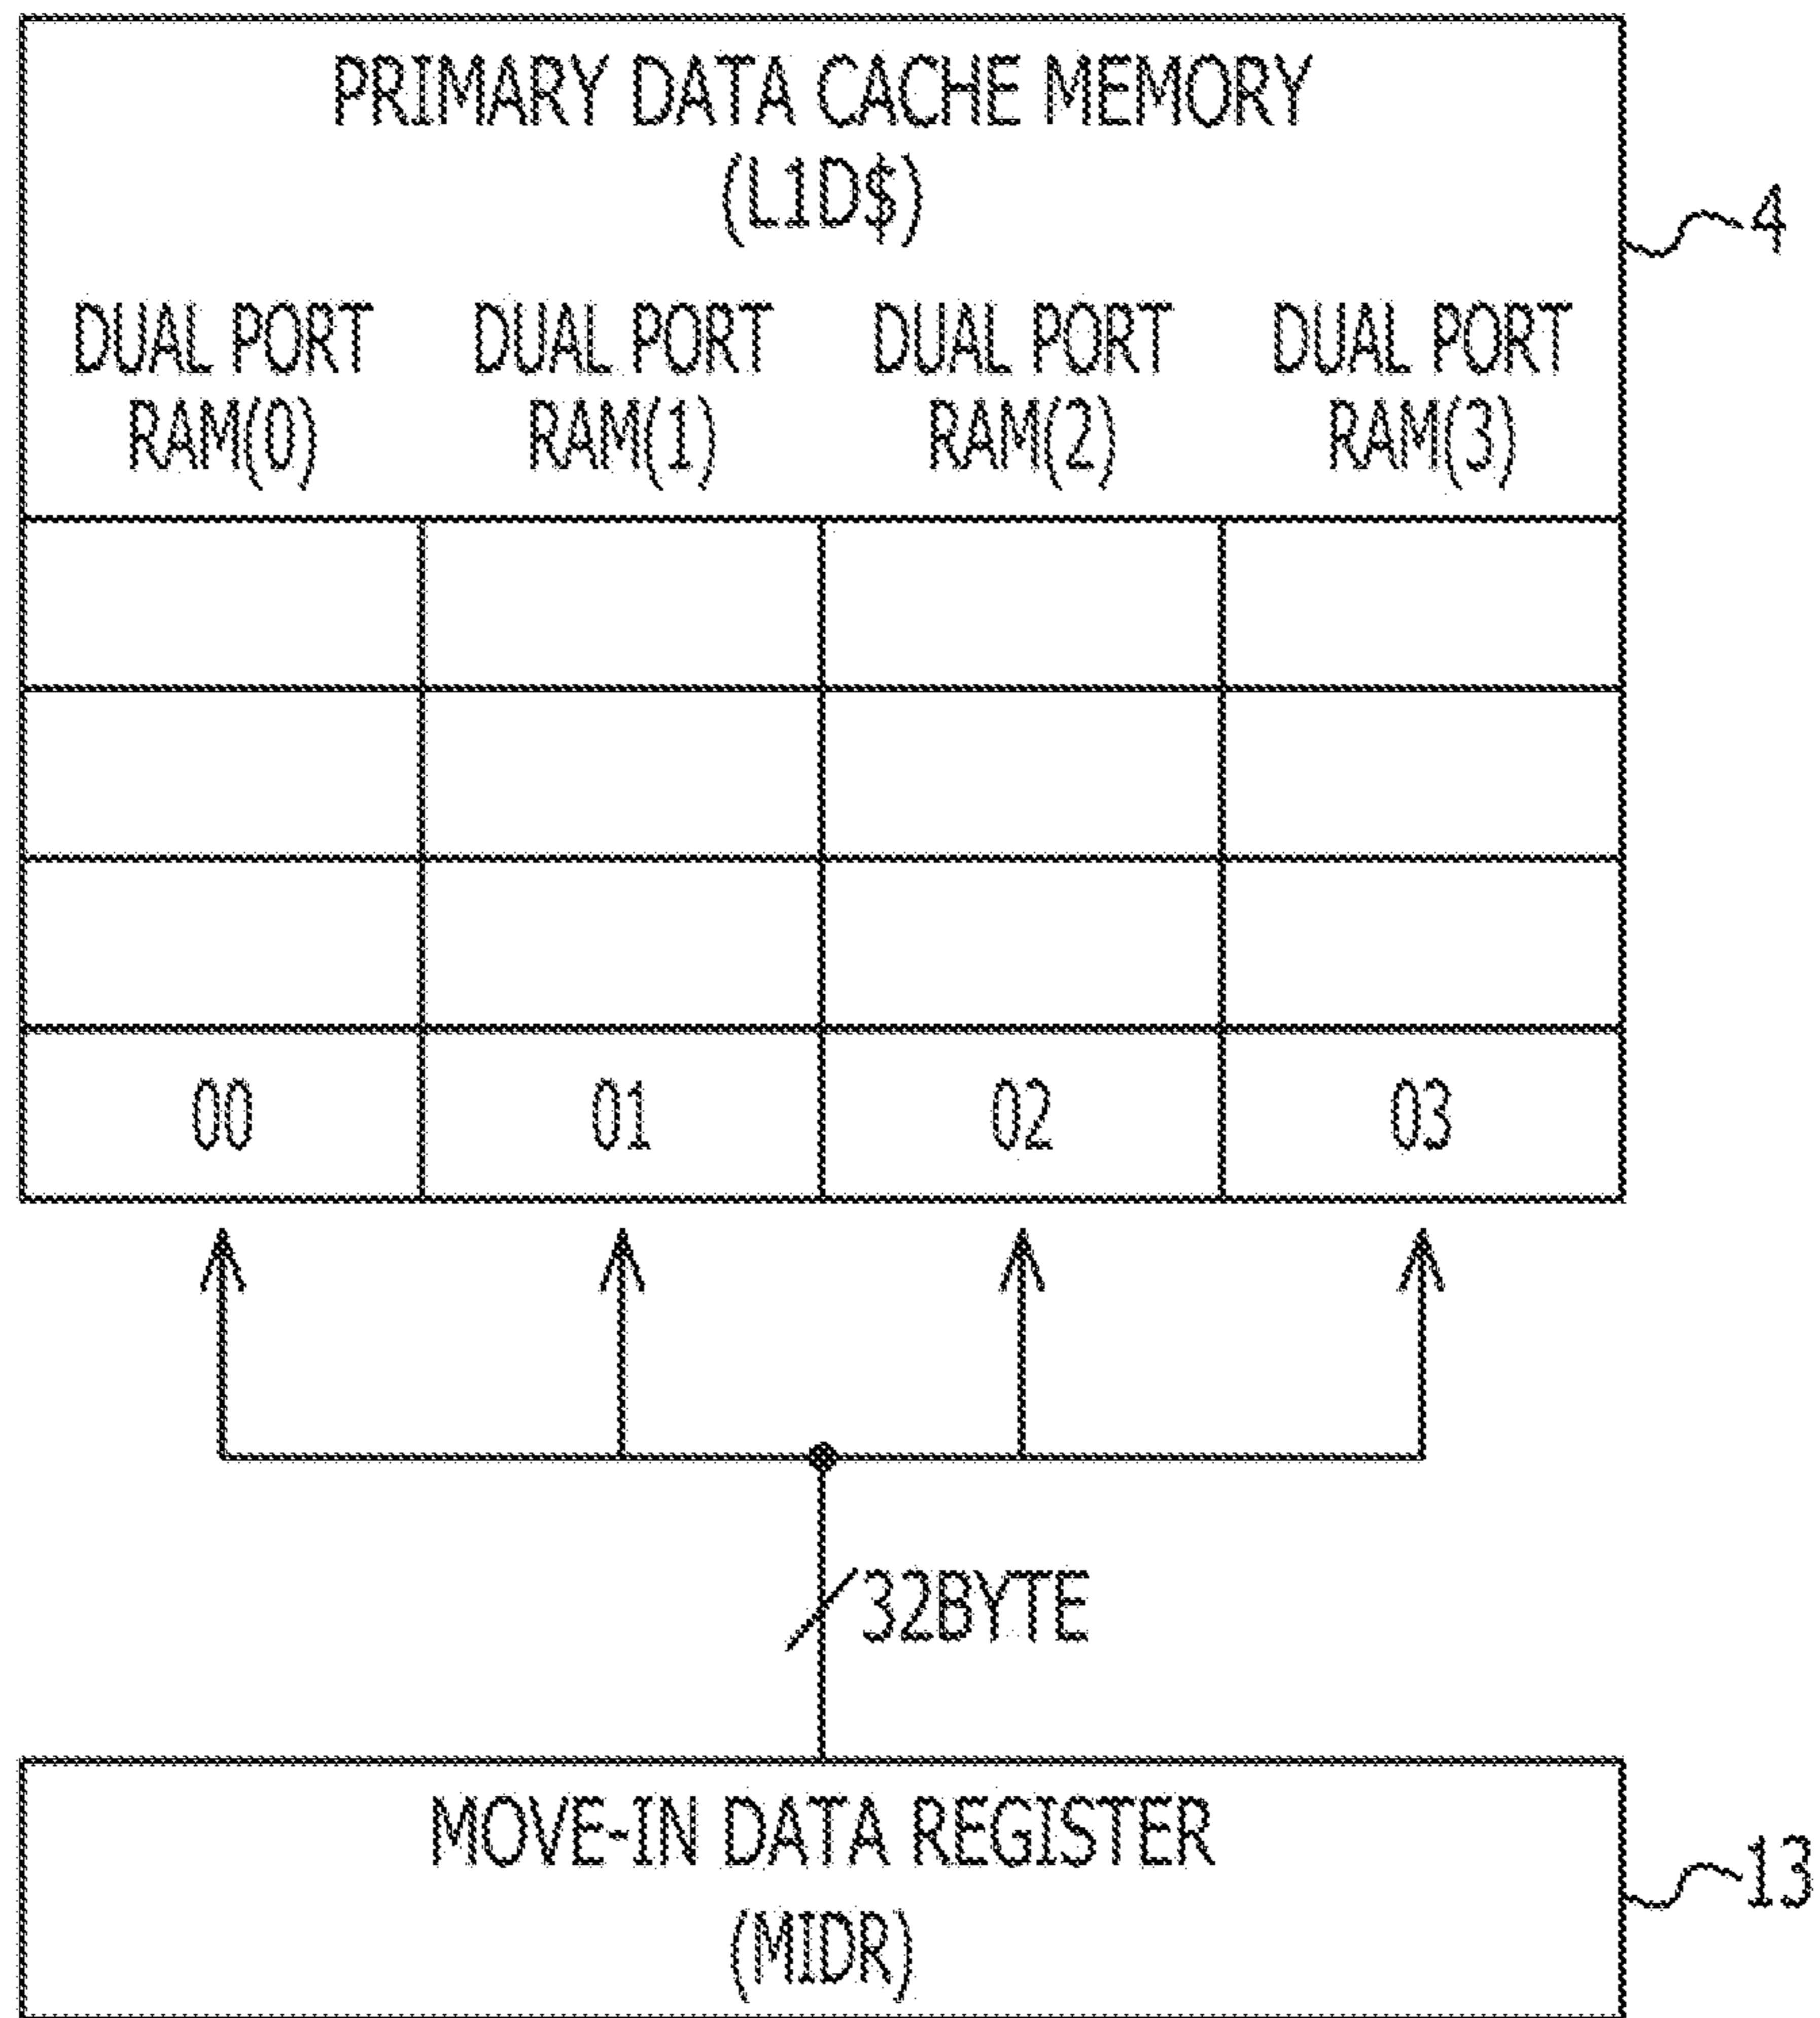 PRIMARY DATA CACHE MEMORY
(L1D$)
4
DUAL PORT DUAL PORT DUAL PORT DUAL PORT
RAM(0) RAM(1) RAM(2) RAM(3)
00 01 02 03
32BYTE
MOVE-IN DATA REGISTER
13
(MIDR)